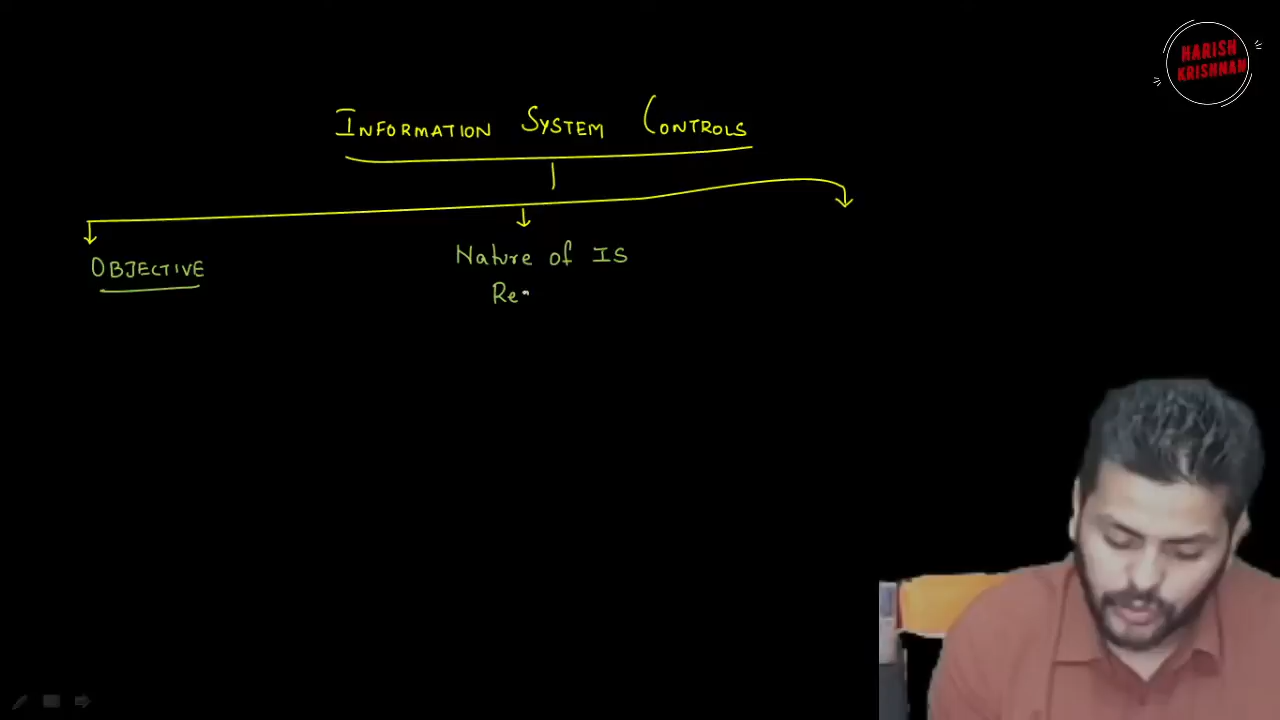 HARISH
KRISHNAN
INFORMATION SYSTEM CONTROLS
OBJECTIVE
Nature of IS
Re